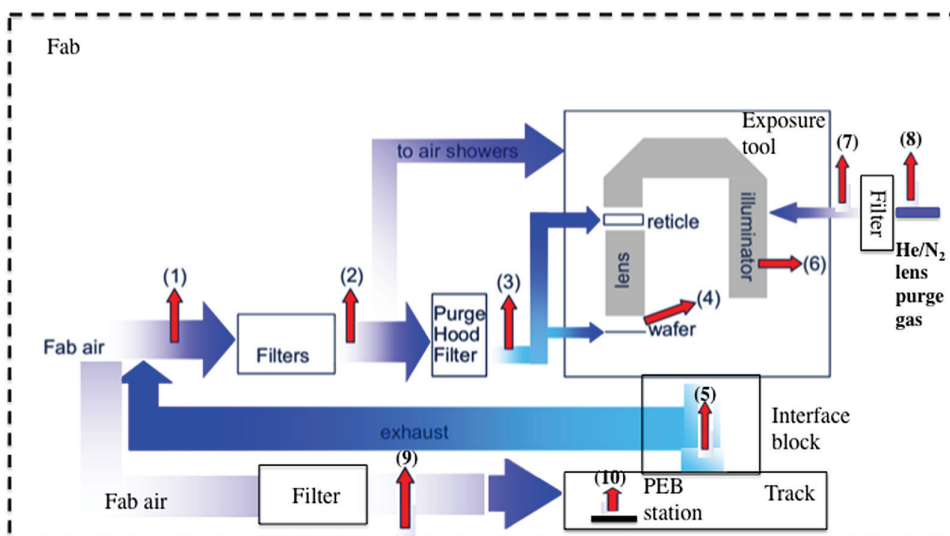 Fab
Exposure
tool
(7)
(8)
to air showers
illuminator
Filter
reticle
He/N₂
lens
purge
gas
(1)
(2)
(3)
lens
(6)
(4)
Purge
Hood
Filter
wafer
Fab air
Filters
(5)
Interface
block
exhaust
(9)
(10)
PEB
station
Track
Fab air
Filter